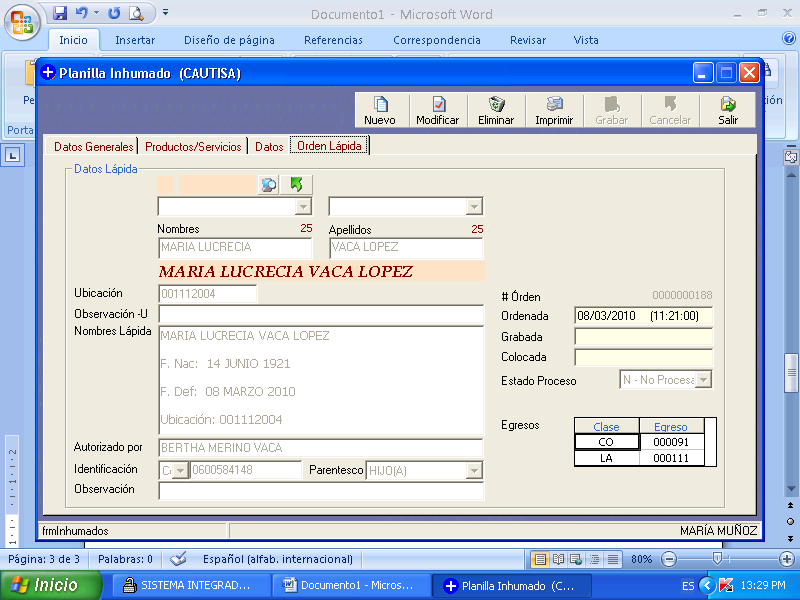 Documento1 - Microsoft Word
Inicio Insertar Diseño de página Referencias Correspondencia Revisar Vista
Planilla Inhumado (CAUTISA)
Pe
ión
Porta
Nuevo Modificar Eliminar Imprimir Grabar Cancelar Salir
Datos Generales Productos/Servicios Datos Orden Lápida
Datos Lápida
Nombres 25 Apellidos 25
MARIA LUCRECIA VACA LOPEZ
MARIA LUCRECIA VACA LOPEZ
Ubicación 001112004
Observación -U
Nombres Lápida MARIA LUCRECIA VACA LOPEZ
F. Nac: 14 JUNIO 1921
F. Def: 08 MARZO 2010
Ubicación: 001112004
Autorizado por BERTHA MERINO VACA
Identificación C 0600584148 Parentesco HIJO(A)
Observación
# Órden 0000000188
Ordenada 08/03/2010 (11:21:00)
Grabada
Colocada
Estado Proceso N - No Procesa
Egresos Clase Egreso
CO 000091
LA 000111
frmInhumados MARÍA MUÑOZ
Página: 3 de 3 Palabras: 0 Español (alfab. internacional) 80%
Inicio SISTEMA INTEGRAD... Documento1 - Micros... Planilla Inhumado (C... ES 13:29 PM